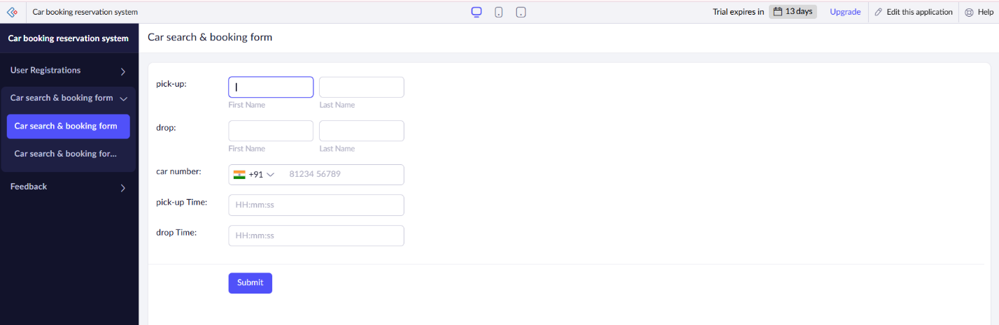 Car booking reservation system
Trial expires in 13 days Upgrade Edit this application Help
Car booking reservation system
Car search & booking form
User Registrations
Car search & booking form
Car search & booking form
Car search & booking for...
Feedback
pick-up:
First Name Last Name
drop:
First Name Last Name
car number: +91 81234 56789
pick-up Time: HH:mm:ss
drop Time: HH:mm:ss
Submit